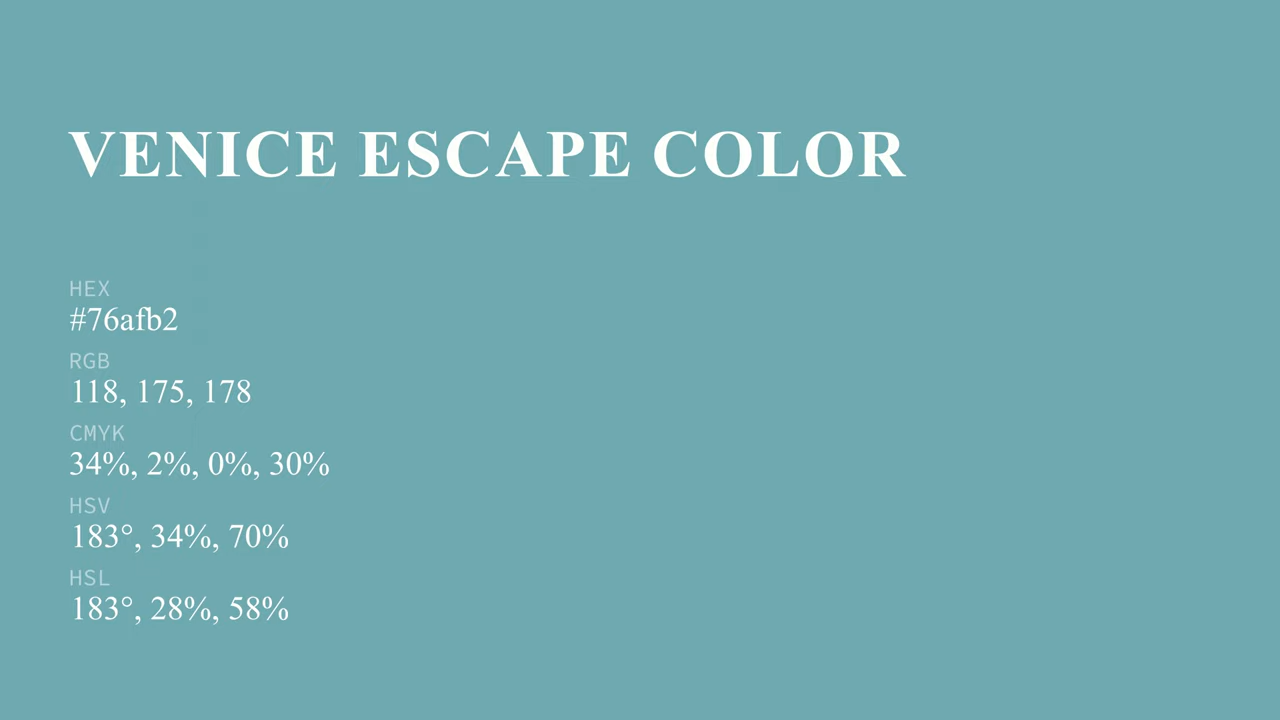 VENICE ESCAPE COLOR
HEX
#76afb2
RGB
118, 175, 178
CMYK
34%, 2%, 0%, 30%
HSV
183°, 34%, 70%
HSL
183°, 28%, 58%